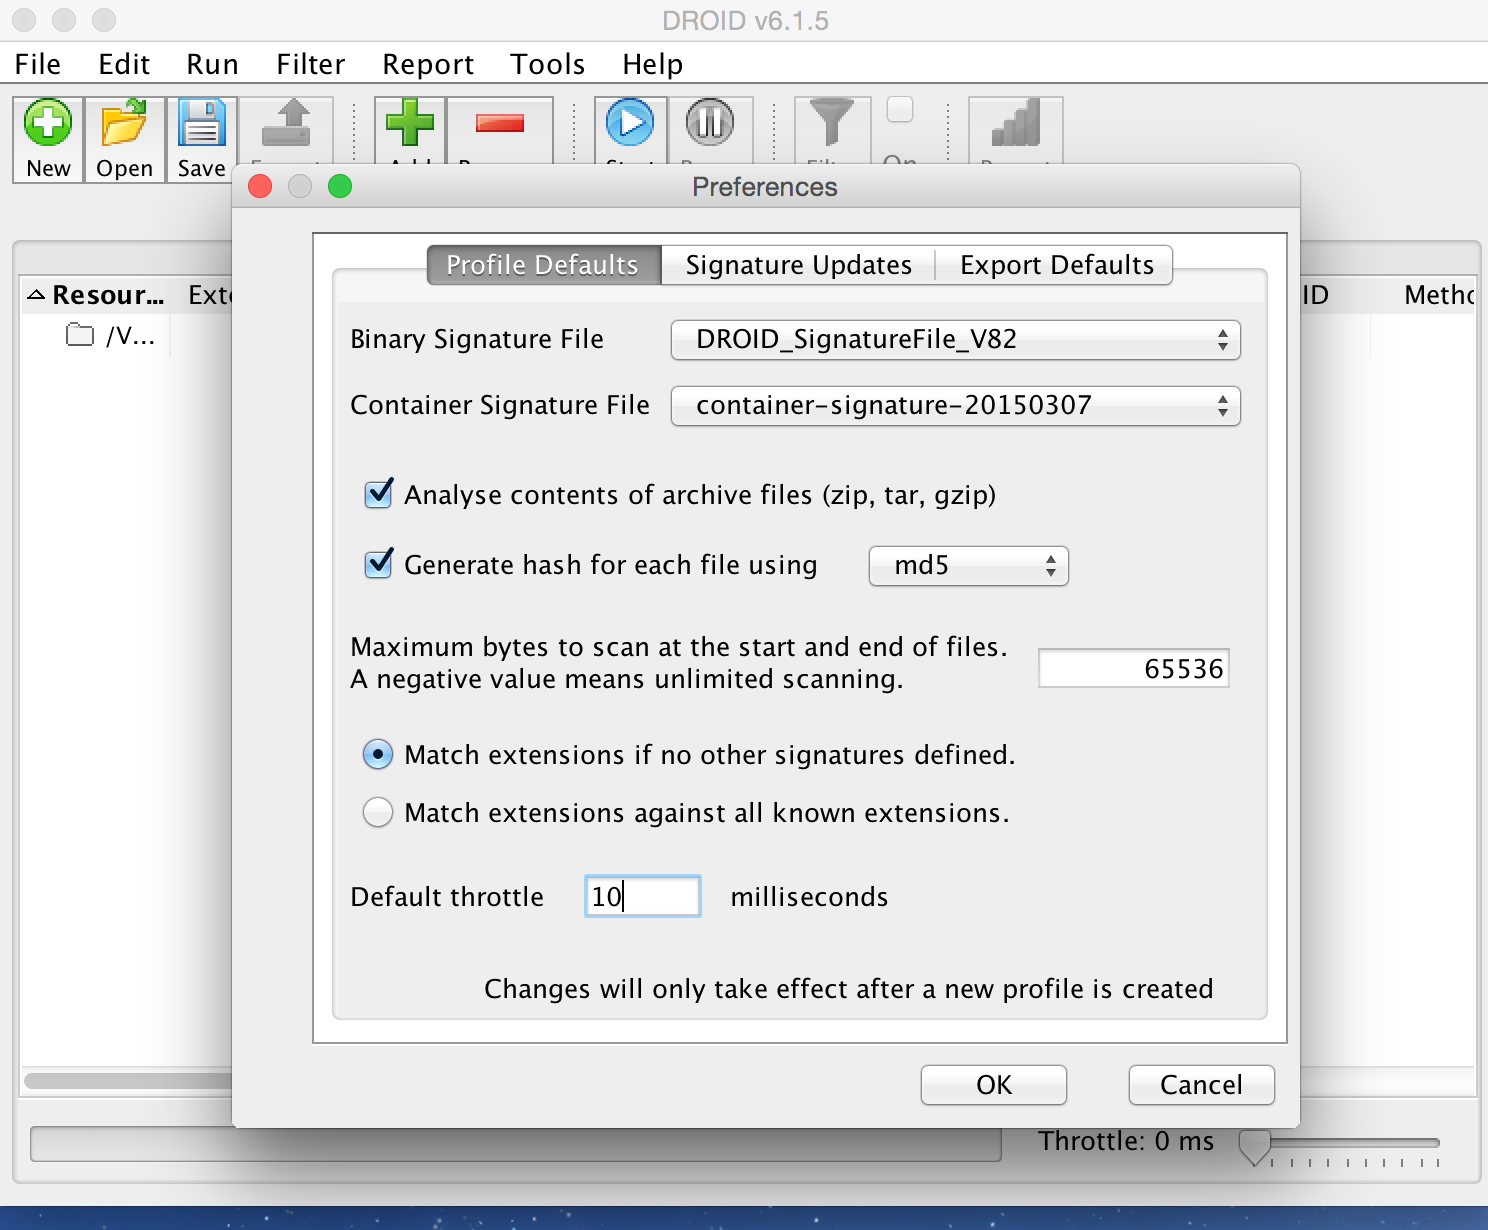 DROID v6.1.5
File Edit Run Filter Report Tools Help
New Open Save
Preferences
Profile Defaults Signature Updates Export Defaults
Resour... ID
/V...
Binary Signature File DROID_SignatureFile_V82
Container Signature File container-signature-20150307
Analyse contents of archive files (zip, tar, gzip)
Generate hash for each file using md5
Maximum bytes to scan at the start and end of files.
A negative value means unlimited scanning.
65536
Match extensions if no other signatures defined.
Match extensions against all known extensions.
Default throttle 10 milliseconds
Changes will only take effect after a new profile is created
OK Cancel
Throttle: 0 ms